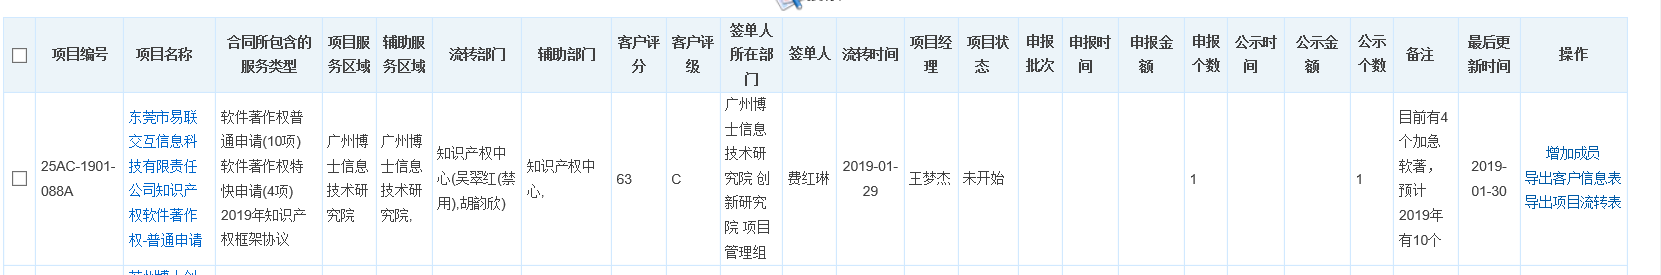 项目编号
项目名称
合同所包含的
服务类型
项目服
务区域
辅助服
务区域
流转部门
辅助部门
客户评
分
客户评
级
签单人
所在部
门
签单人
流转时间
项目经
理
项目状
态
申报
批次
申报时
间
申报金
额
申报
个数
公示时
间
公示金
额
公示
个数
备注
最后更
新时间
操作
25AC-1901-
088A
东莞市易联
交互信息科
技有限责任
公司知识产
权软件著作
权-普通申请
软件著作权普
通申请(10项)
软件著作权特
快申请(4项)
2019年知识产
权框架协议
广州博
士信息
技术研
究院
广州博
士信息
技术研
究院,
知识产权中
心(吴翠红(禁
用),胡韵欣)
知识产权中
心,
63
C
广州博
士信息
技术研
究院 创
新研究
院 项目
管理组
费红琳
2019-01-
29
王梦杰
未开始
1
1
目前有4
个加急
软著，
预计
2019年
有10个
2019-
01-30
增加成员
导出客户信息表
导出项目流转表